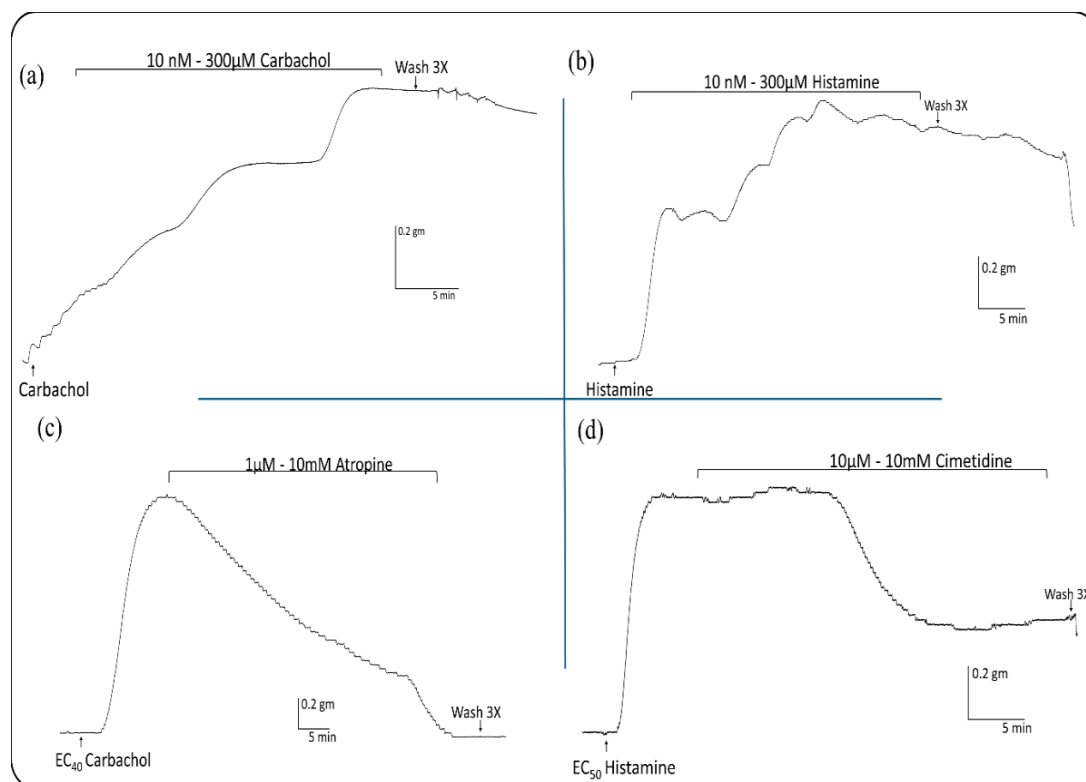 (a)
10 nM - 300µM Carbachol
Wash 3X
0.2 gm
5 min
Carbachol
(b)
10 nM - 300µM Histamine
Wash 3X
0.2 gm
5 min
Histamine
(c)
1µM - 10mM Atropine
0.2 gm
5 min
Wash 3X
EC₄₀ Carbachol
(d)
10µM - 10mM Cimetidine
Wash 3X
0.2 gm
5 min
EC₅₀ Histamine